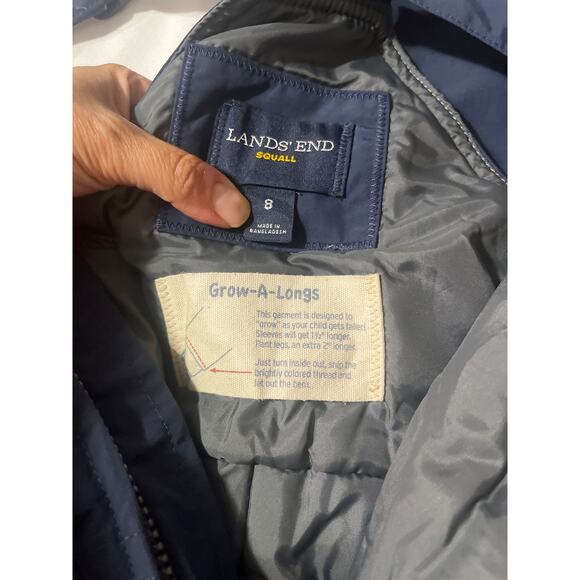 LANDS' END
SQUALL
8
MADE IN
BANGLADESH
Grow-A-Longs
This garment is designed to
"grow" as your child gets taller!
Sleeves will get 1½" longer.
Pant legs, an extra 2" longer.
Just turn inside out, snip the
brightly colored thread and
let out the hem.